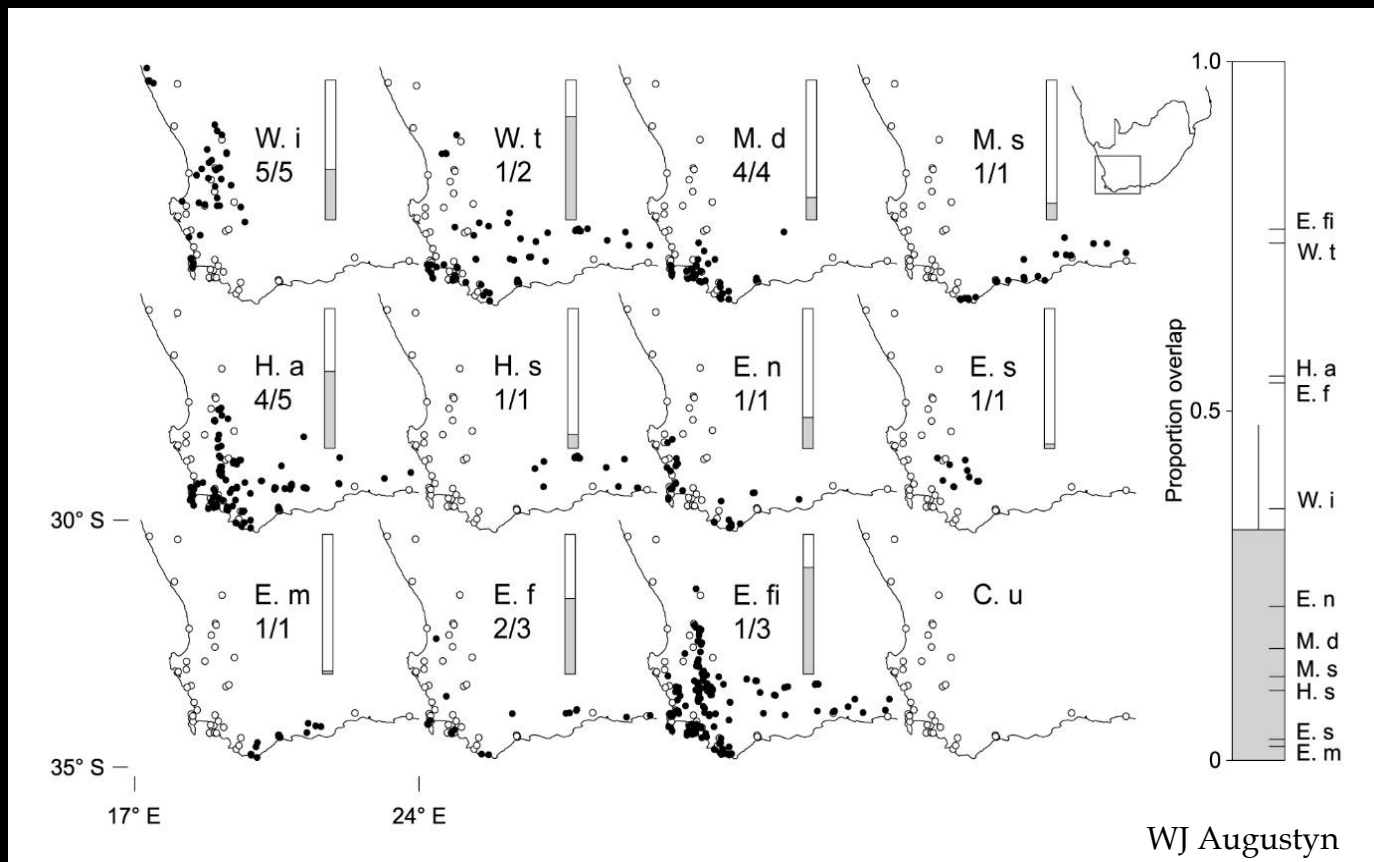 1.0
W. i
5/5
W. t
1/2
M. d
4/4
M. s
1/1
E. fi
W. t
H. a
4/5
H. s
1/1
E. n
1/1
E. s
1/1
Proportion overlap
0.5
H. a
E. f
W. i
30° S
E. m
1/1
E. f
2/3
E. fi
1/3
C. u
E. n
M. d
M. s
H. s
E. s
E. m
0
35° S
17° E
24° E
WJ Augustyn